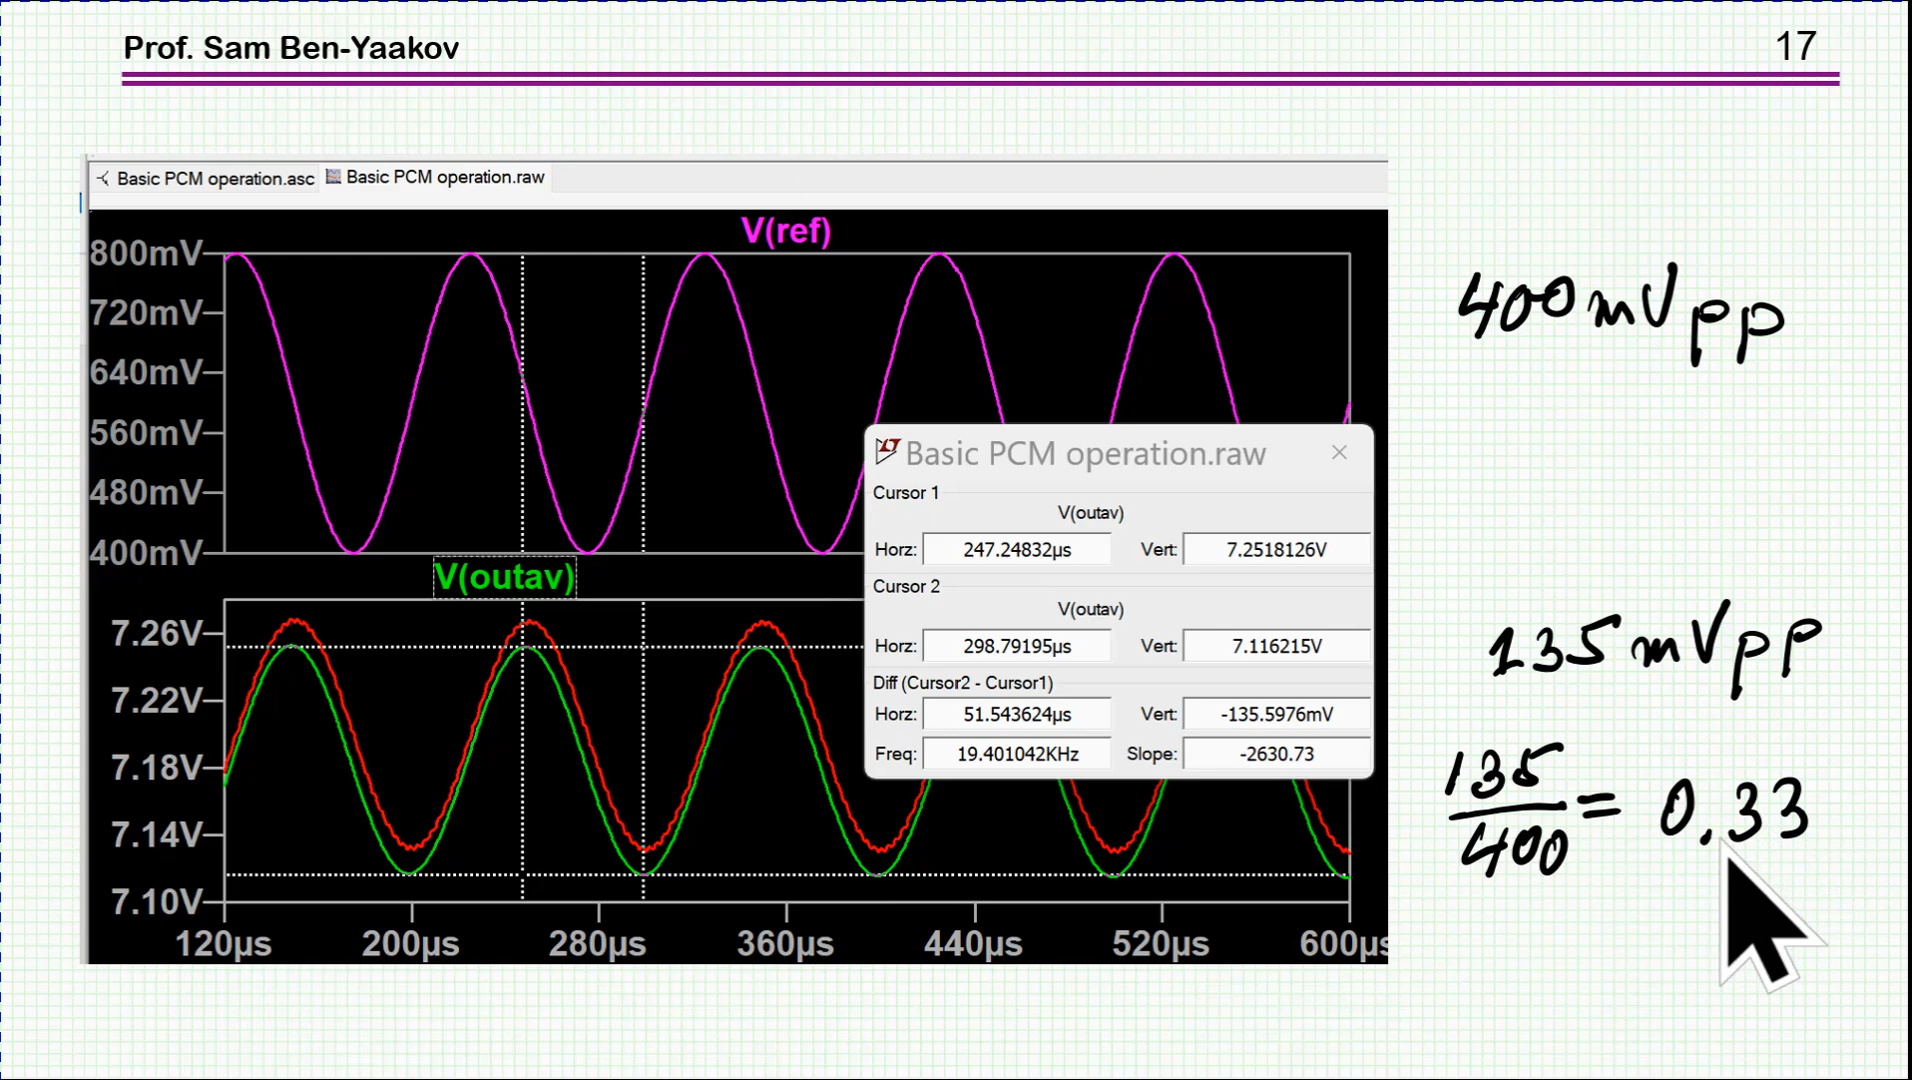 Prof. Sam Ben-Yaakov
17
Basic PCM operation.asc
Basic PCM operation.raw
V(ref)
800mV
720mV
640mV
560mV
480mV
400mV
V(outav)
7.26V
7.22V
7.18V
7.14V
7.10V
120µs 200µs 280µs 360µs 440µs 520µs 600µs
Basic PCM operation.raw
Cursor 1
V(outav)
Horz: 247.24832µs Vert: 7.2518126V
Cursor 2
V(outav)
Horz: 298.79195µs Vert: 7.116215V
Diff (Cursor2 - Cursor1)
Horz: 51.543624µs Vert: -135.5976mV
Freq: 19.401042KHz Slope: -2630.73
400mVpp
135mVpp
135
400
= 0.33